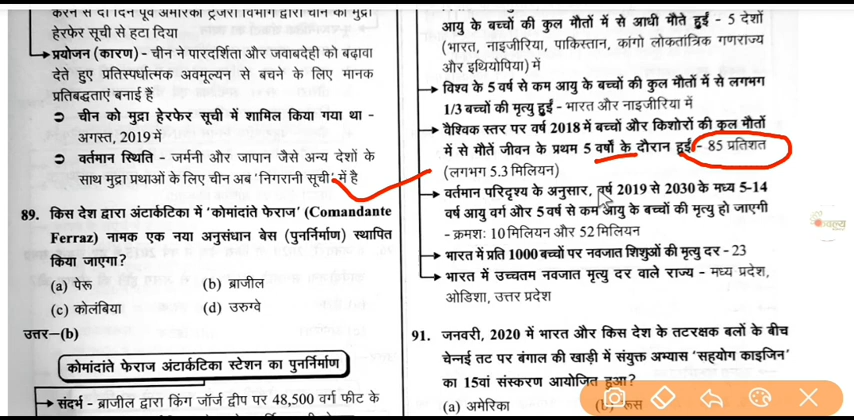 करने से दो दिन पूर्व अमेरिकी ट्रेजरी विभाग द्वारा चीन को मुद्रा
हेरफेर सूची से हटा दिया
प्रयोजन (कारण) - चीन ने पारदर्शिता और जवाबदेही को बढ़ावा
देते हुए प्रतिस्पर्धात्मक अवमूल्यन से बचने के लिए मानक
प्रतिबद्धताएं बनाई हैं
चीन को मुद्रा हेरफेर सूची में शामिल किया गया था -
अगस्त, 2019 में
वर्तमान स्थिति - जर्मनी और जापान जैसे अन्य देशों के
साथ मुद्रा प्रथाओं के लिए चीन अब 'निगरानी सूची' में है
89. किस देश द्वारा अंटार्कटिका में 'कोमांदांते फेराज' (Comandante
Ferraz) नामक एक नया अनुसंधान बेस (पुनर्निर्माण) स्थापित
किया जाएगा?
(a) पेरू (b) ब्राजील
(c) कोलंबिया (d) उरुग्वे
उत्तर—(b)
कोमांदांते फेराज अंटार्कटिका स्टेशन का पुनर्निर्माण
संदर्भ - ब्राजील द्वारा किंग जॉर्ज द्वीप पर 48,500 वर्ग फीट के
आयु के बच्चों की कुल मौतों में से आधी मौते हुईं - 5 देशों
(भारत, नाइजीरिया, पाकिस्तान, कांगो लोकतांत्रिक गणराज्य
और इथियोपिया) में
विश्व के 5 वर्ष से कम आयु के बच्चों की कुल मौतों में से लगभग
1/3 बच्चों की मृत्यु हुई - भारत और नाइजीरिया में
वैश्विक स्तर पर वर्ष 2018 में बच्चों और किशोरों की कुल मौतों
में से मौतें जीवन के प्रथम 5 वर्षों के दौरान हुईं - 85 प्रतिशत
(लगभग 5.3 मिलियन)
वर्तमान परिदृश्य के अनुसार, वर्ष 2019 से 2030 के मध्य 5-14
वर्ष आयु वर्ग और 5 वर्ष से कम आयु के बच्चों की मृत्यु हो जाएगी
- क्रमशः 10 मिलियन और 52 मिलियन
भारत में प्रति 1000 बच्चों पर नवजात शिशुओं की मृत्यु दर - 23
भारत में उच्चतम नवजात मृत्यु दर वाले राज्य - मध्य प्रदेश,
ओडिशा, उत्तर प्रदेश
91. जनवरी, 2020 में भारत और किस देश के तटरक्षक बलों के बीच
चेन्नई तट पर बंगाल की खाड़ी में संयुक्त अभ्यास 'सहयोग काइजिन'
का 15वां संस्करण आयोजित हुआ?
(a) अमेरिका (b) रूस